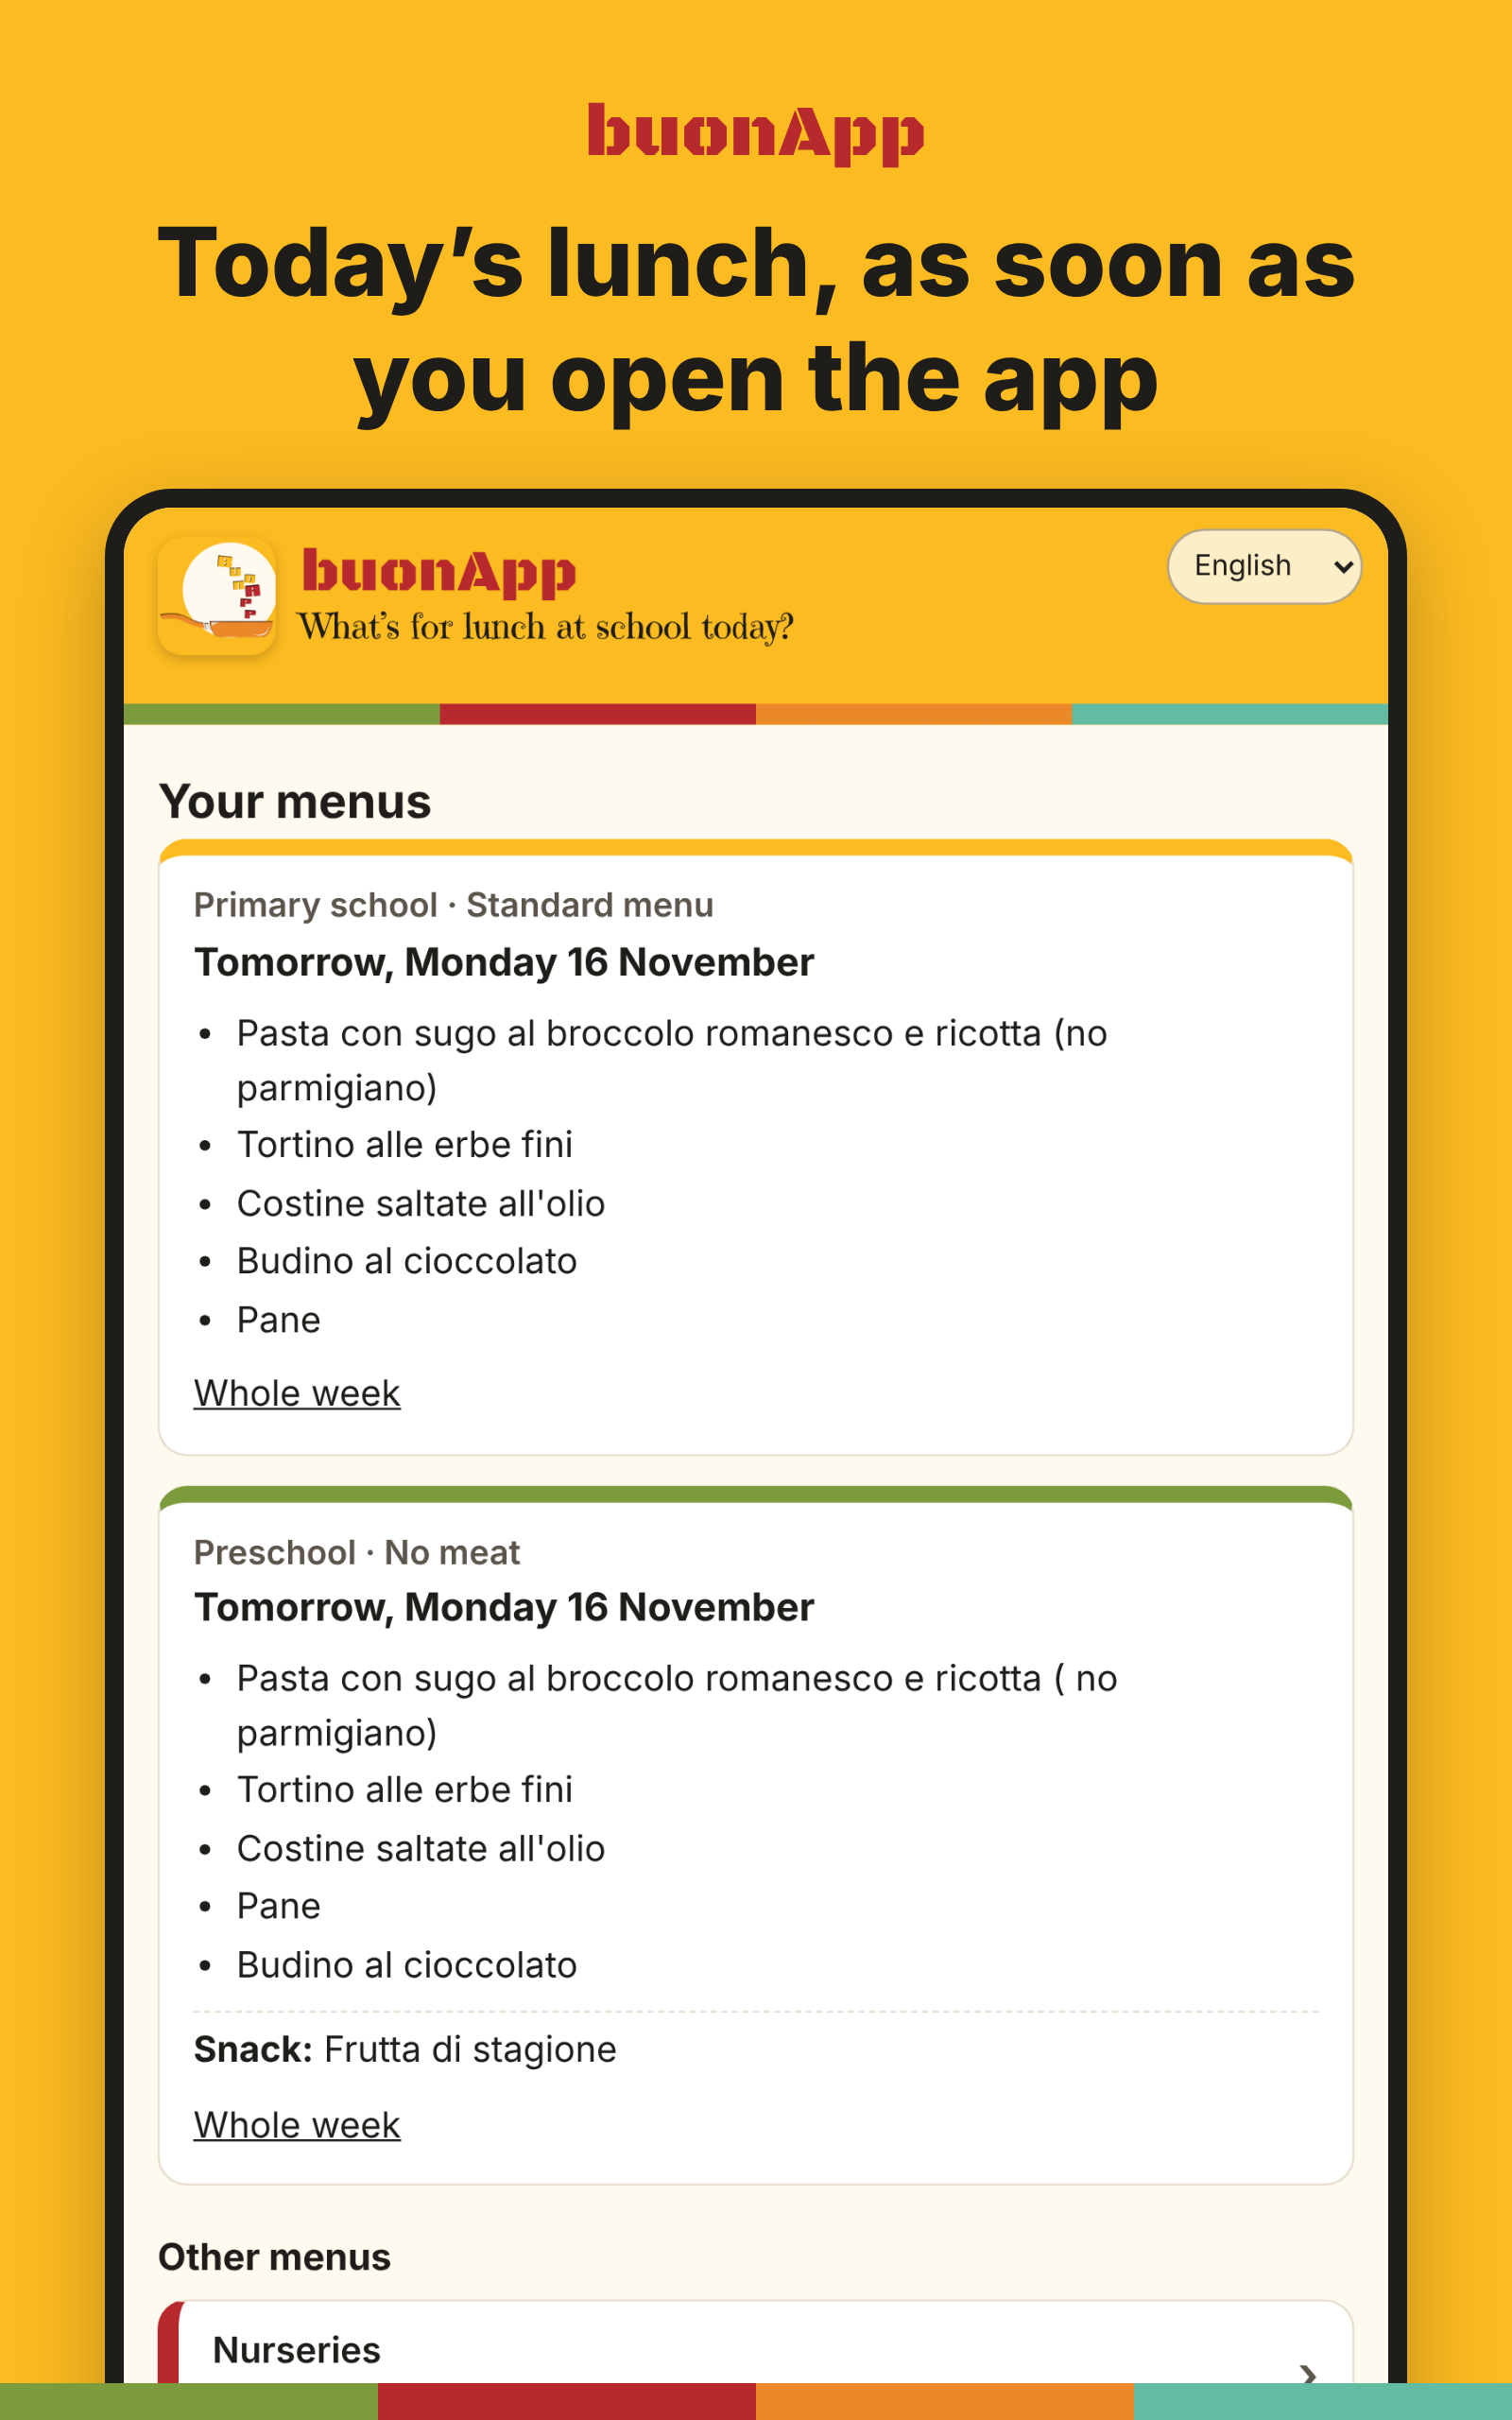 buonApp
Today’s lunch, as soon as
you open the app
BUONAPP
buonApp
What’s for lunch at school today?
English
Your menus
Primary school · Standard menu
Tomorrow, Monday 16 November
• Pasta con sugo al broccolo romanesco e ricotta (no
parmigiano)
• Tortino alle erbe fini
• Costine saltate all'olio
• Budino al cioccolato
• Pane
Whole week
Preschool · No meat
Tomorrow, Monday 16 November
• Pasta con sugo al broccolo romanesco e ricotta ( no
parmigiano)
• Tortino alle erbe fini
• Costine saltate all'olio
• Pane
• Budino al cioccolato
Snack: Frutta di stagione
Whole week
Other menus
Nurseries